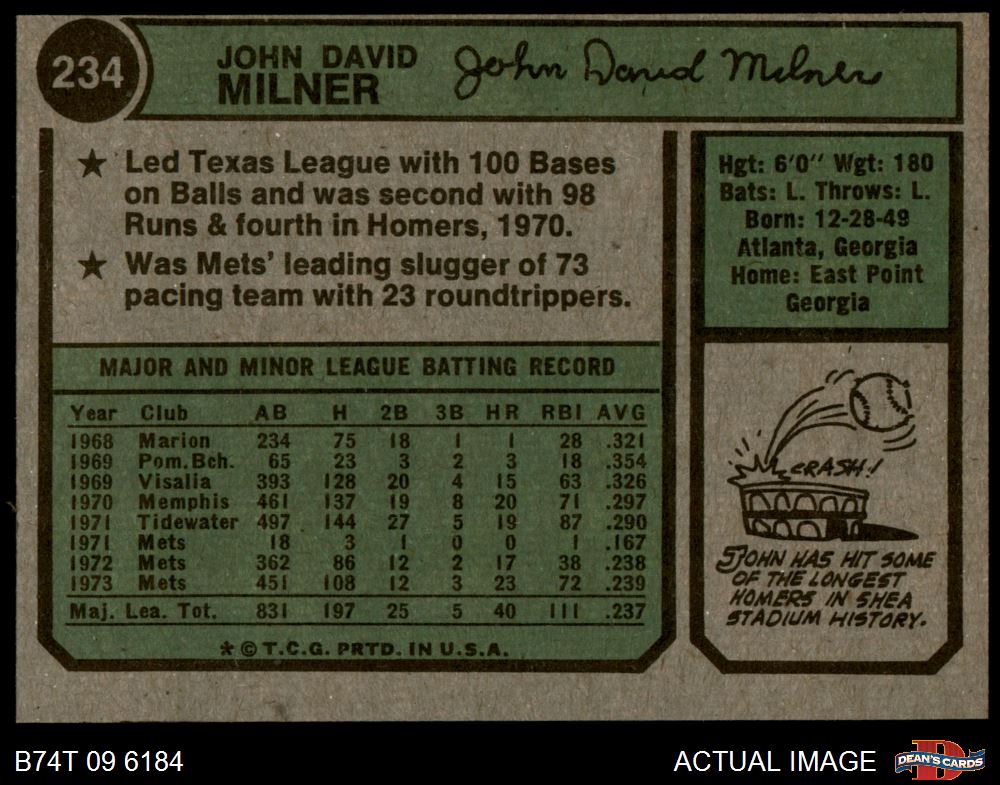 234
JOHN DAVID
MILNER
John David Milner
★ Led Texas League with 100 Bases
on Balls and was second with 98
Runs & fourth in Homers, 1970.
★ Was Mets' leading slugger of 73
pacing team with 23 roundtrippers.
Hgt: 6'0" Wgt: 180
Bats: L. Throws: L.
Born: 12-28-49
Atlanta, Georgia
Home: East Point
Georgia
MAJOR AND MINOR LEAGUE BATTING RECORD
Year Club AB H 2B 3B HR RBI AVG
1968 Marion 234 75 18 1 1 28 .321
1969 Pom.Bch. 65 23 3 2 3 18 .354
1969 Visalia 393 128 20 4 15 63 .326
1970 Memphis 461 137 19 8 20 71 .297
1971 Tidewater 497 144 27 5 19 87 .290
1971 Mets 18 3 1 0 0 1 .167
1972 Mets 362 86 12 2 17 38 .238
1973 Mets 451 108 12 3 23 72 .239
Maj. Lea. Tot. 831 197 25 5 40 111 .237
* © T.C.G. PRTD. IN U.S.A.
CRASH!
JOHN HAS HIT SOME
OF THE LONGEST
HOMERS IN SHEA
STADIUM HISTORY.
B74T 09 6184
ACTUAL IMAGE
D
DEAN'S CARDS